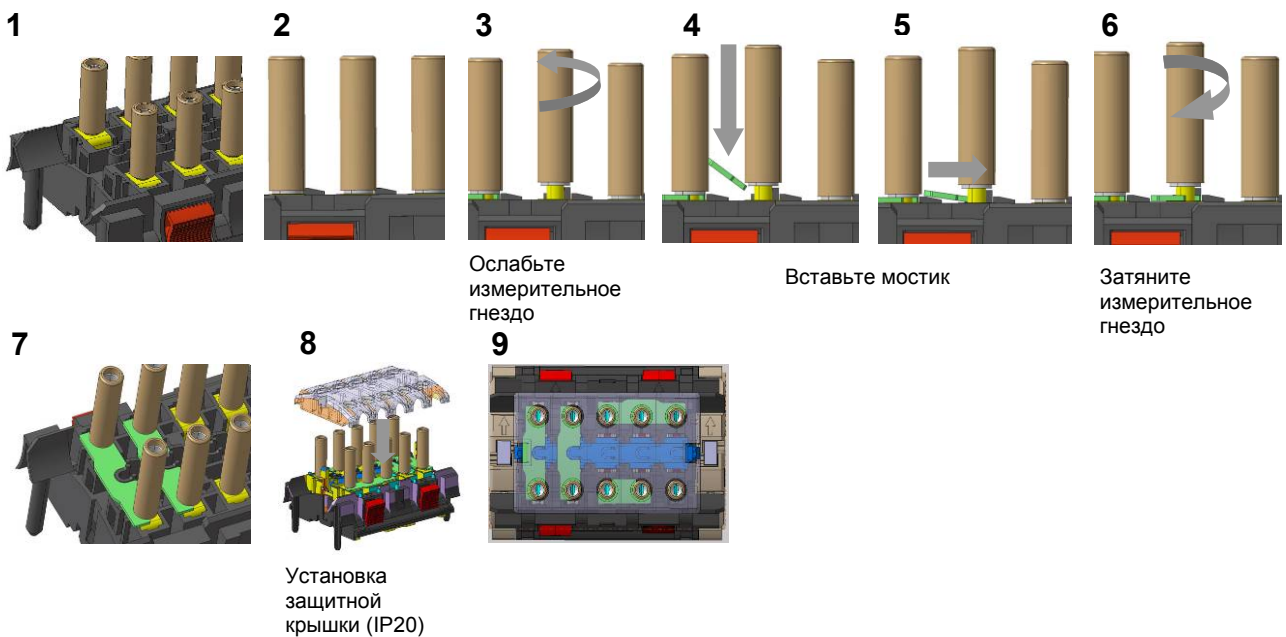 1
2
3
4
5
6
Ослабьте
измерительное
гнездо
Вставьте мостик
Затяните
измерительное
гнездо
7
8
9
Установка
защитной
крышки (IP20)